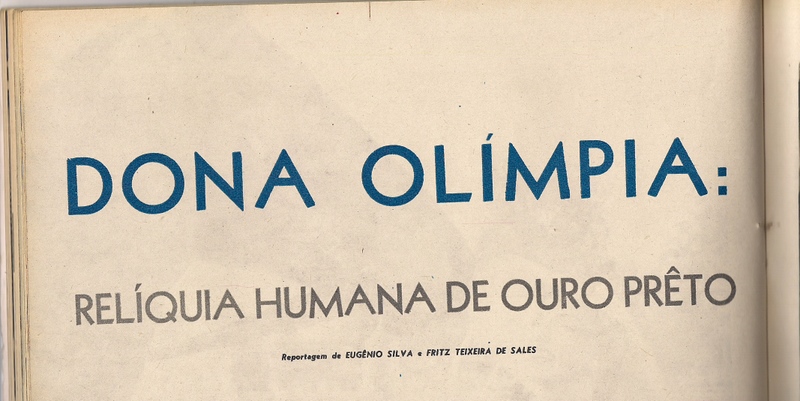 DONA OLÍMPIA:
RELÍQUIA HUMANA DE OURO PRÊTO
Reportagem de EUGÊNIO SILVA e FRITZ TEIXEIRA DE SALES